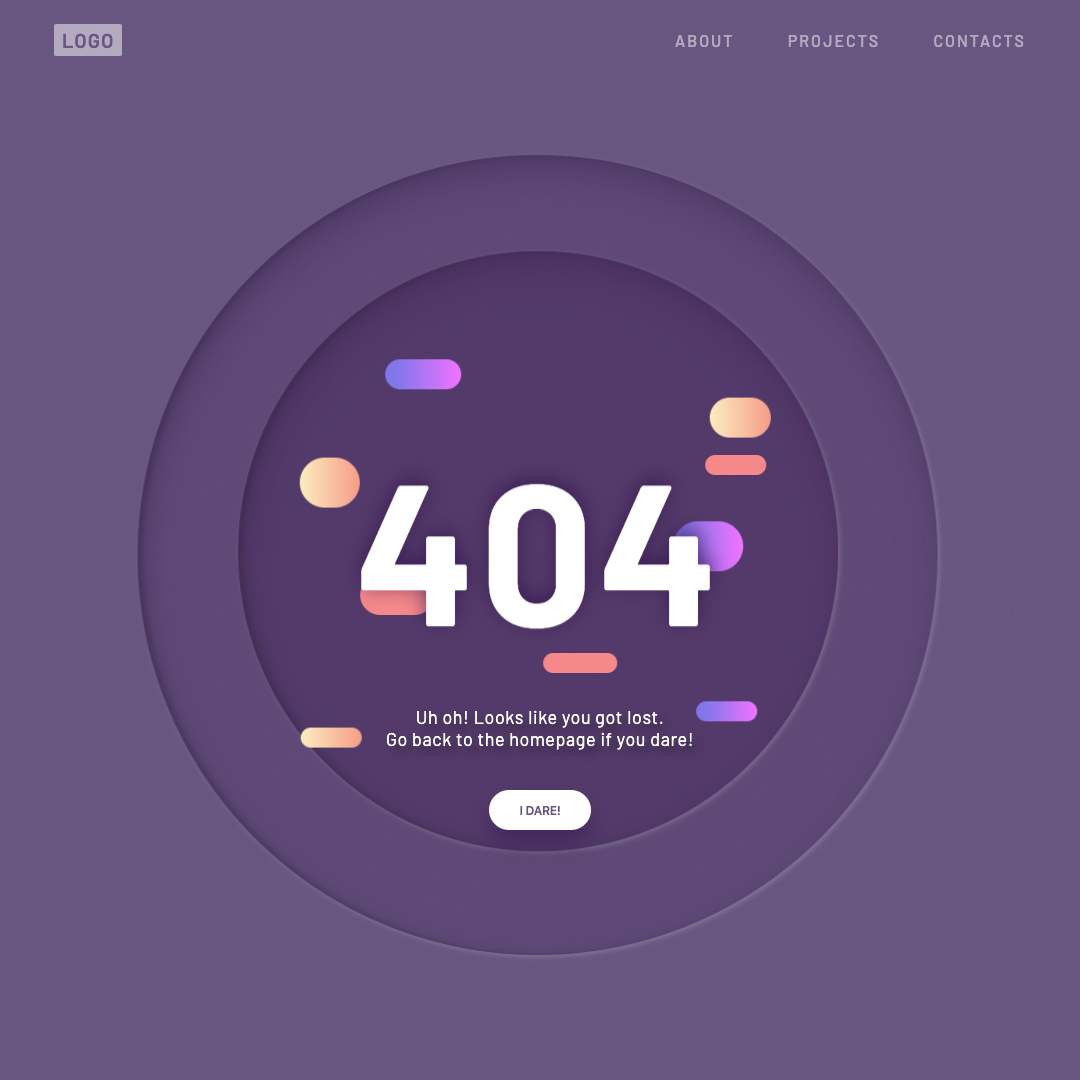 LOGO
ABOUT PROJECTS CONTACTS
404
Uh oh! Looks like you got lost.
Go back to the homepage if you dare!
I DARE!